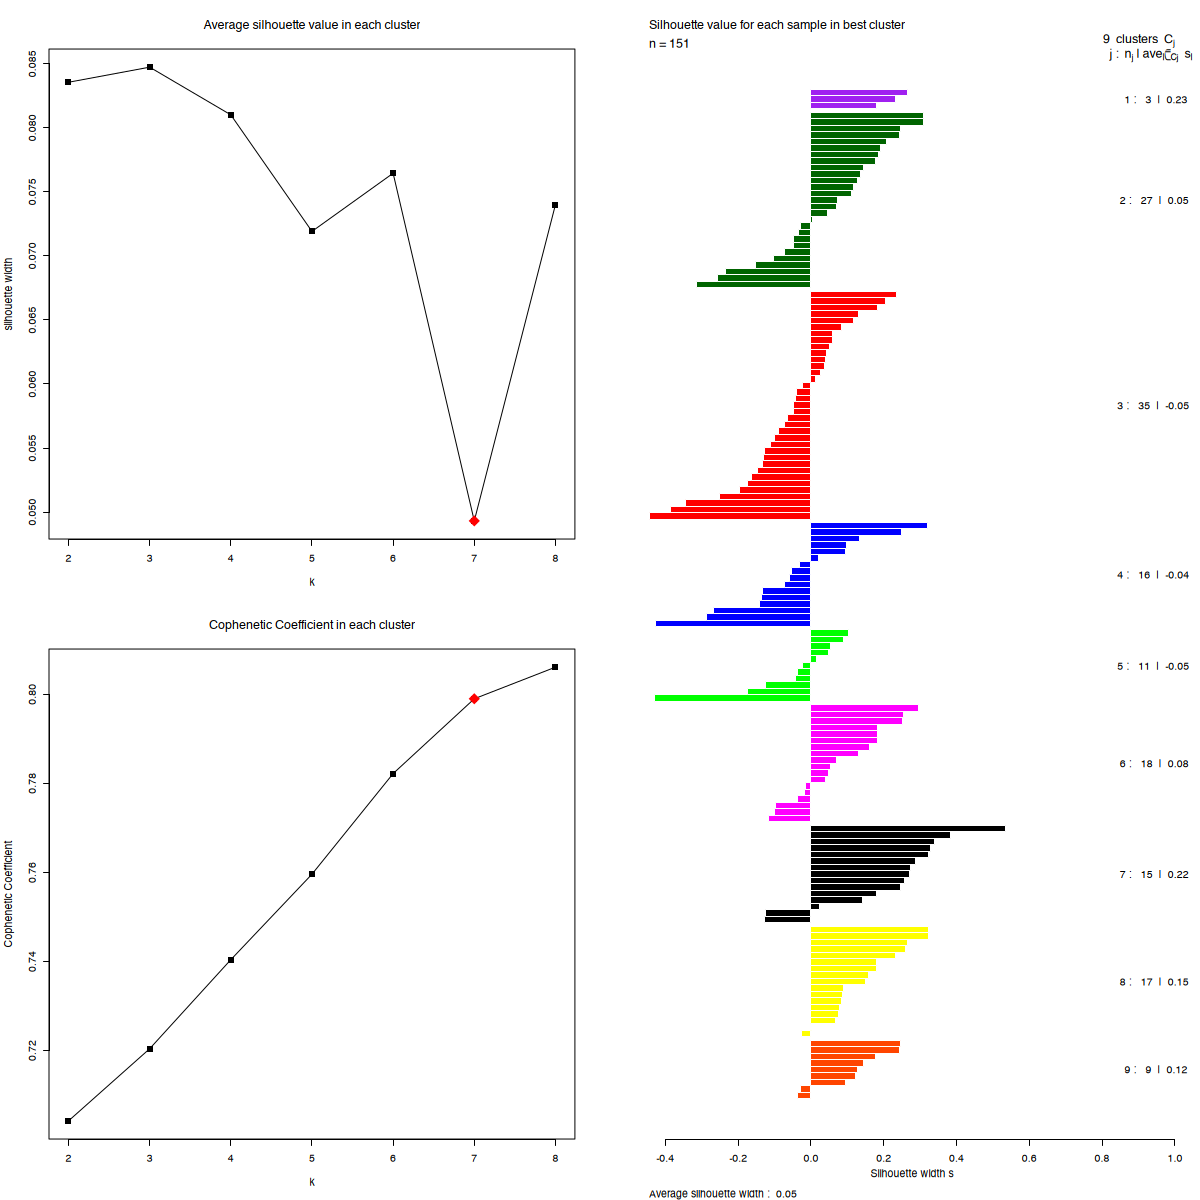 Average silhouette value in each cluster
silhouette width
0.085
0.080
0.075
0.070
0.065
0.060
0.055
0.050
2 3 4 5 6 7 8
k
Cophenetic Coefficient in each cluster
Cophenetic Coefficient
0.80
0.78
0.76
0.74
0.72
2 3 4 5 6 7 8
k
Silhouette value for each sample in best cluster
n = 151
9 clusters Cj
j : nj | ave
1 : 3 | 0.23
2 : 27 | 0.05
3 : 35 | -0.05
4 : 16 | -0.04
5 : 11 | -0.05
6 : 18 | 0.08
7 : 15 | 0.22
8 : 17 | 0.15
9 : 9 | 0.12
-0.4 -0.2 0.0 0.2 0.4 0.6 0.8 1.0
Silhouette width s
Average silhouette width : 0.05